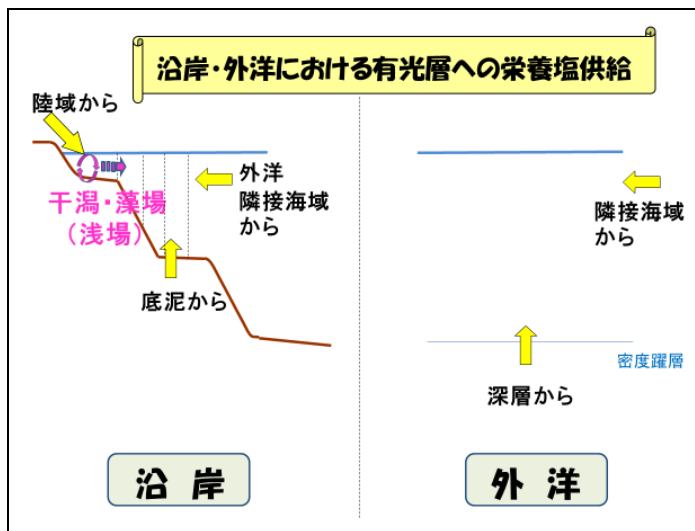 沿岸・外洋における有光層への栄養塩供給
陸域から
干潟・藻場
（浅場）
外洋
隣接海域
から
底泥から
沿 岸
隣接海域
から
密度躍層
深層から
外 洋